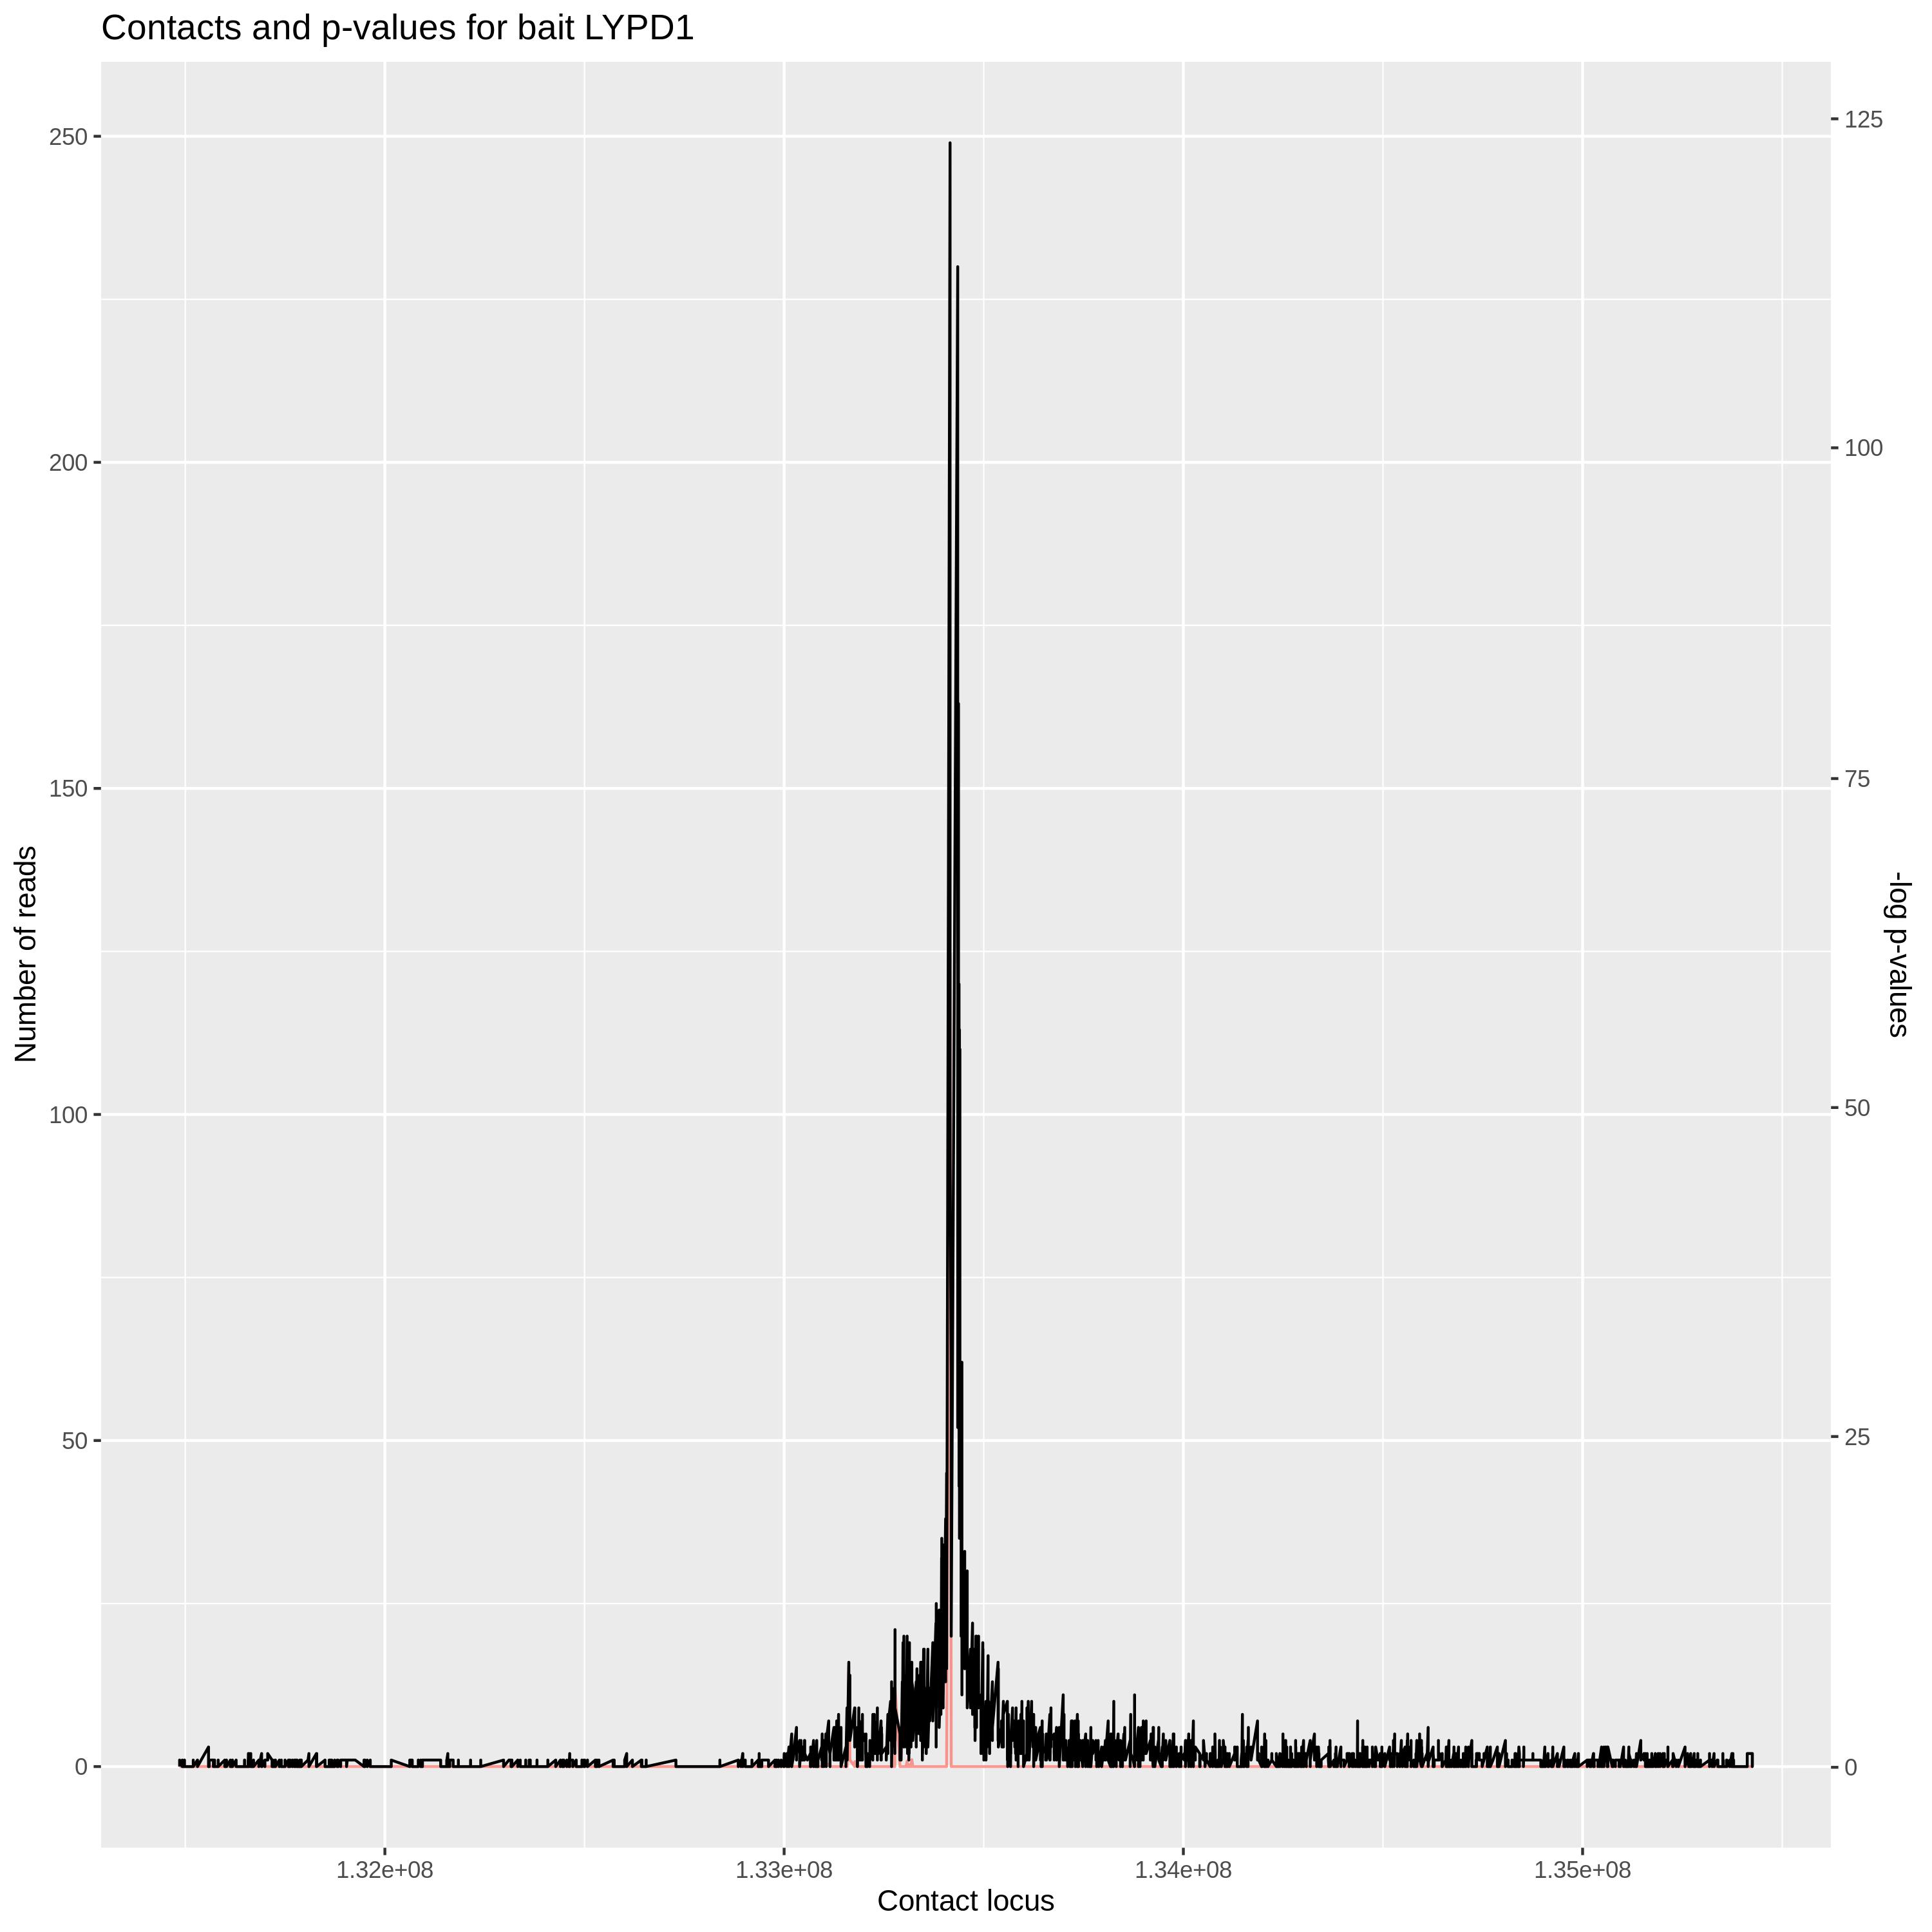 Contacts and p-values for bait LYPD1
250
200
150
100
50
0
Number of reads
125
100
75
50
25
0
-log p-values
1.32e+08
1.33e+08
1.34e+08
1.35e+08
Contact locus